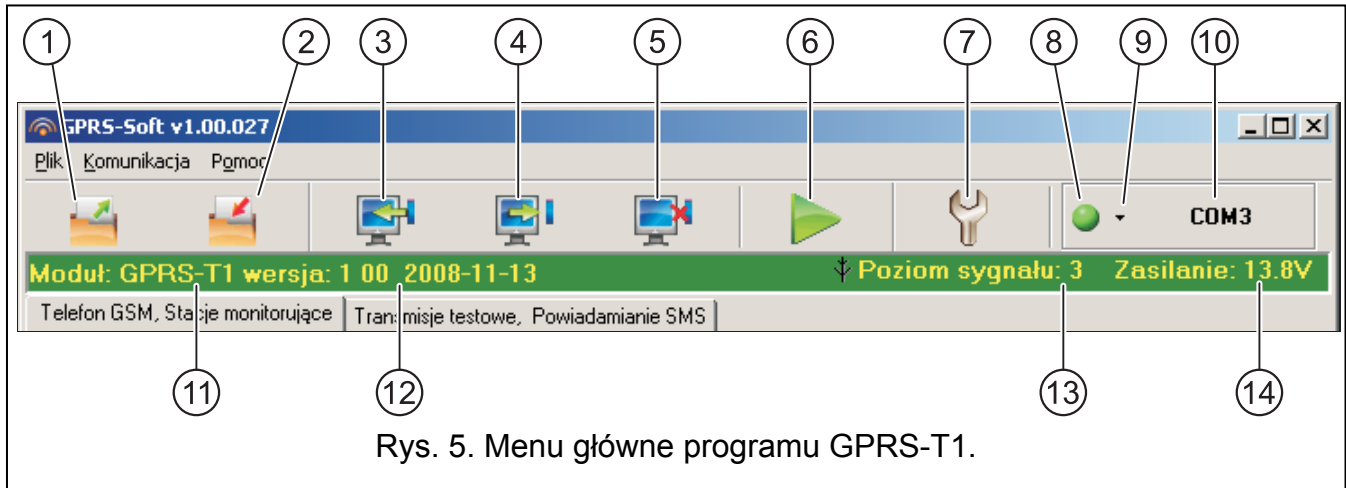 1 2 3 4 5 6 7 8 9 10
GPRS-Soft v1.00.027
Plik Komunikacja Pomoc
COM3
Moduł: GPRS-T1 wersja: 1 00 2008-11-13 Poziom sygnału: 3 Zasilanie: 13.8V
Telefon GSM, Stacje monitorujące Transmisje testowe, Powiadamianie SMS
11 12 13 14
Rys. 5. Menu główne programu GPRS-T1.